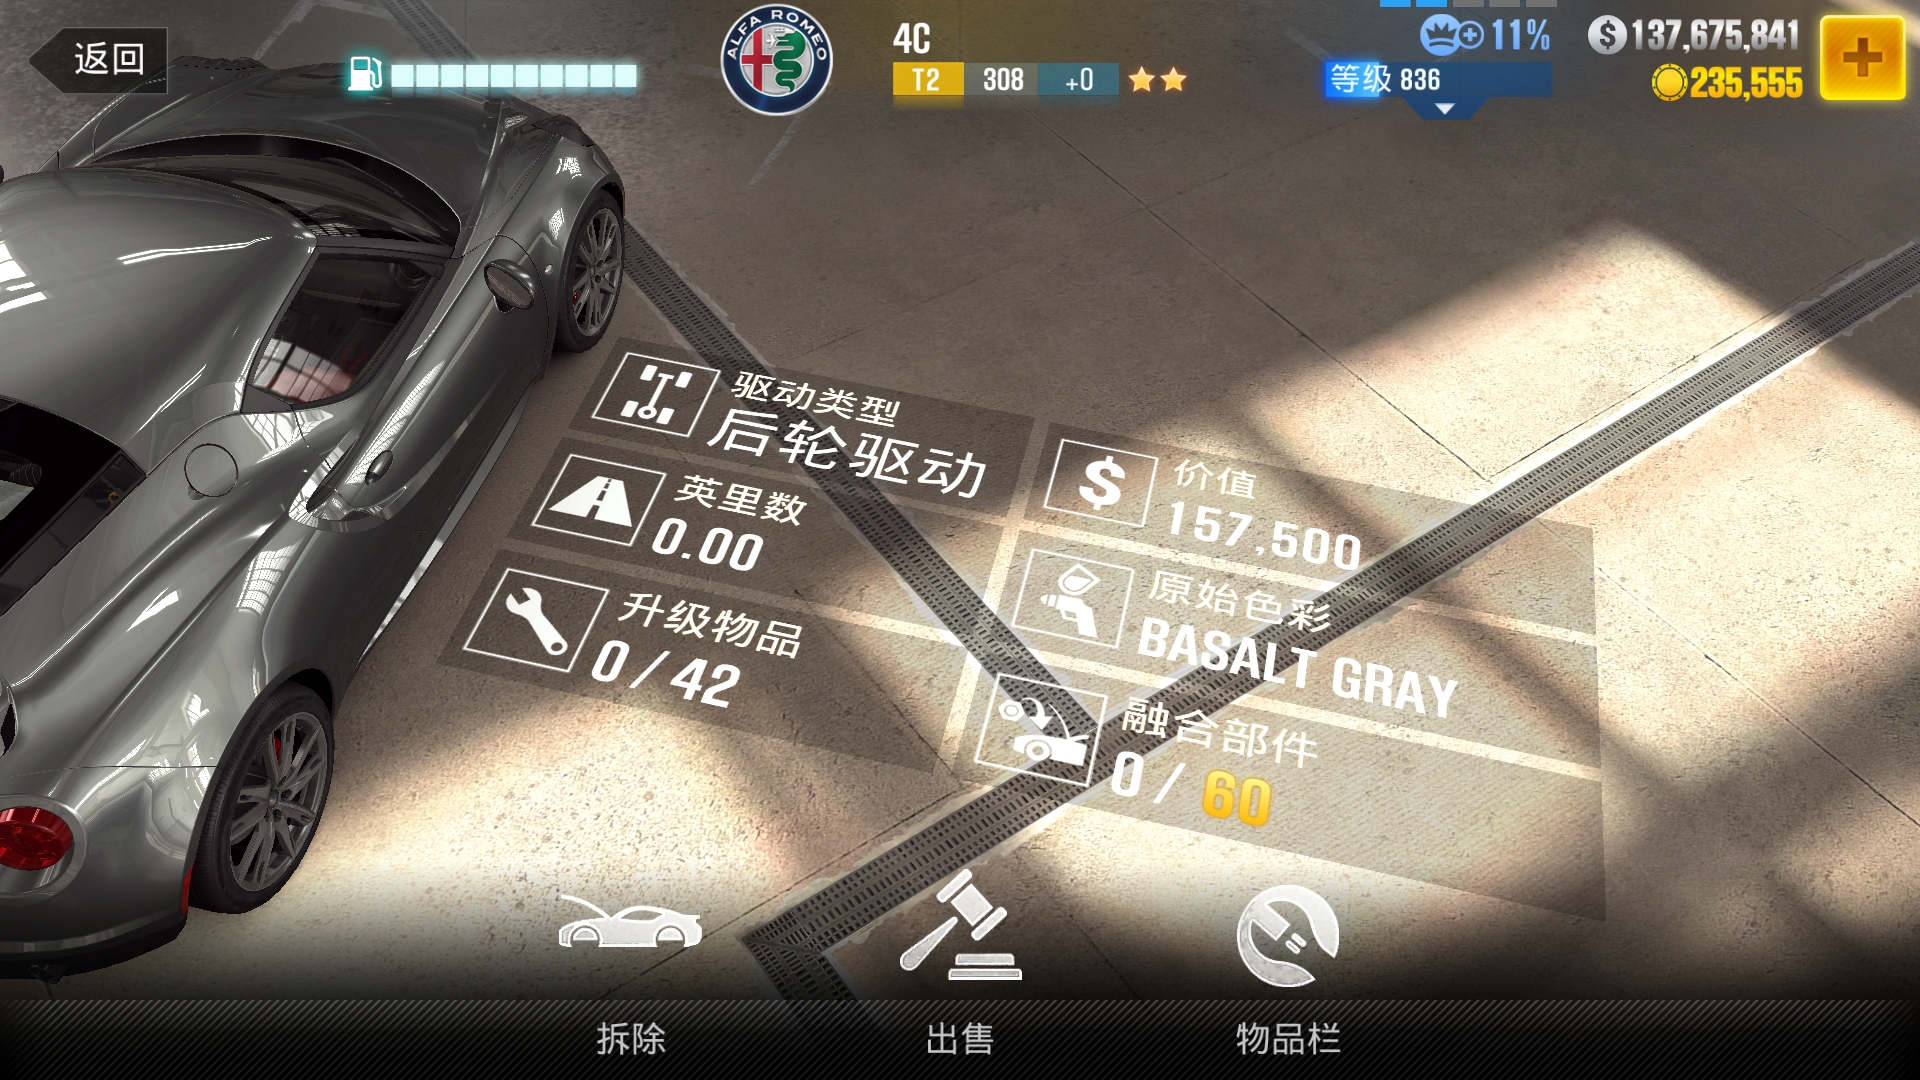 返回
ALFA ROMEO
4C
T2 308 +0
11%
等级 836
137,675,841
235,555
驱动类型
后轮驱动
英里数
0.00
升级物品
0/42
价值
157,500
原始色彩
BASALT GRAY
融合部件
0/60
拆除
出售
物品栏